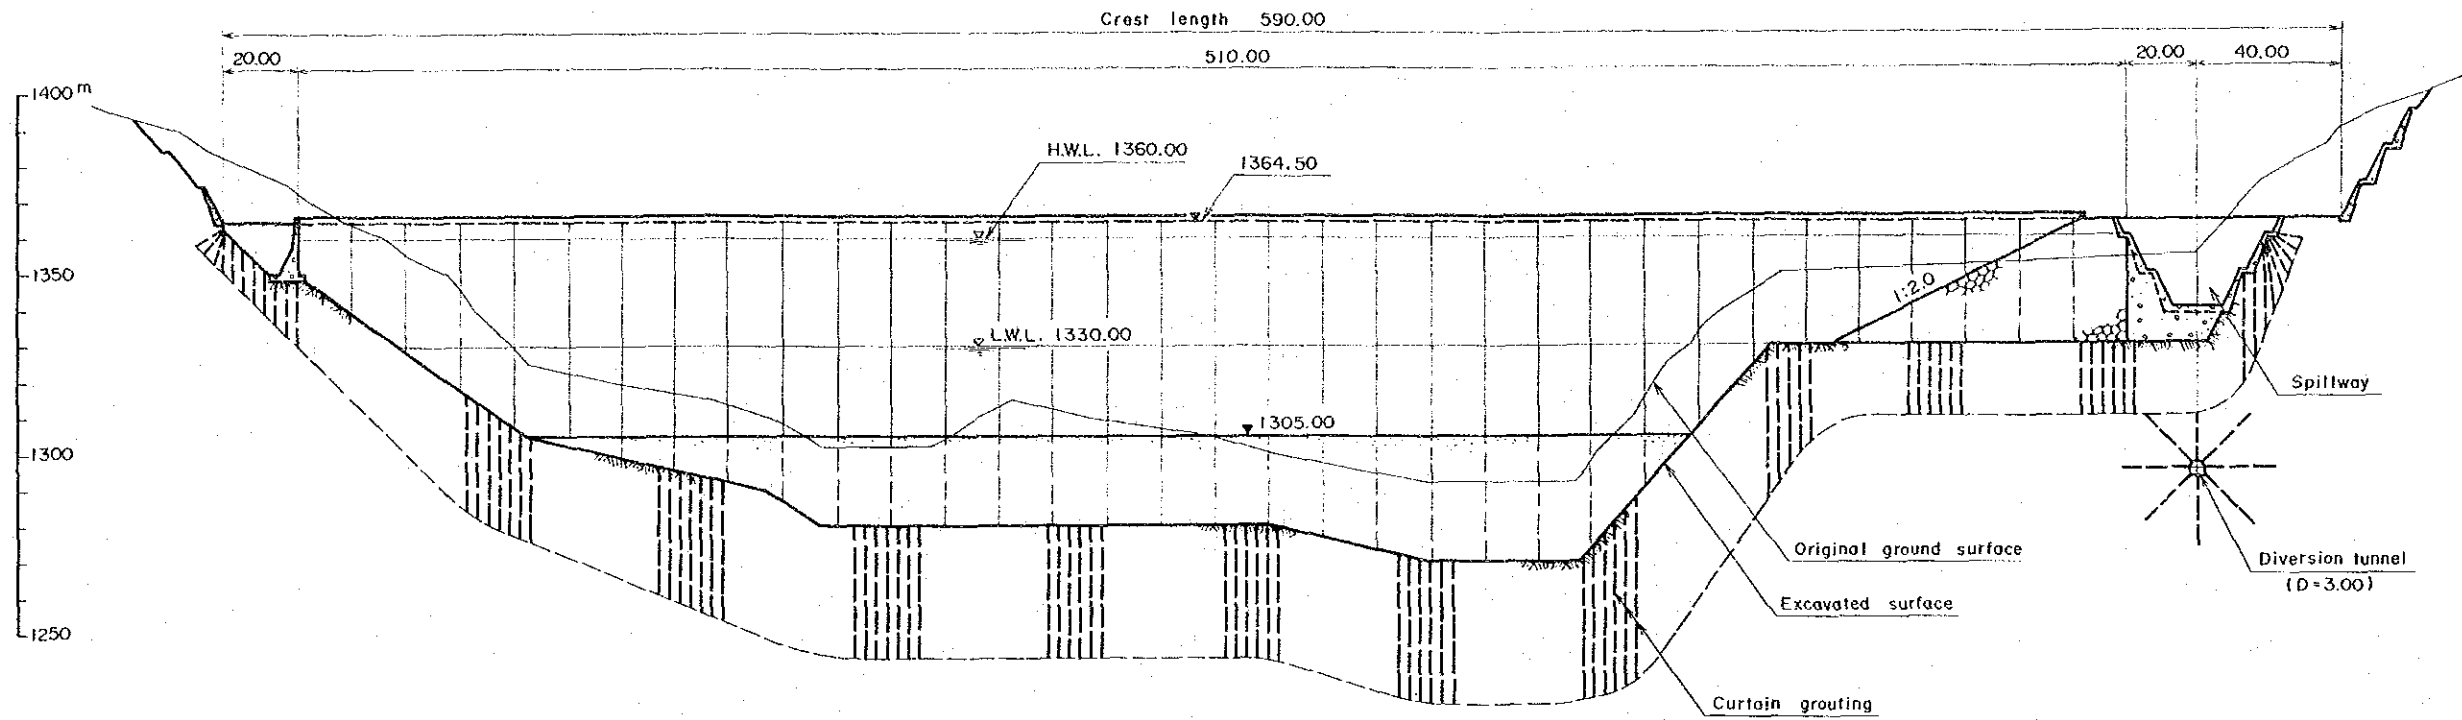 Crest length 590.00
20.00
510.00
20.00
40.00
1400 m
H.W.L. 1360.00
1364.50
1350
1:2.0
L.W.L. 1330.00
Spillway
1305.00
1300
Original ground surface
Diversion tunnel
(D=3.00)
Excavated surface
1250
Curtain grouting